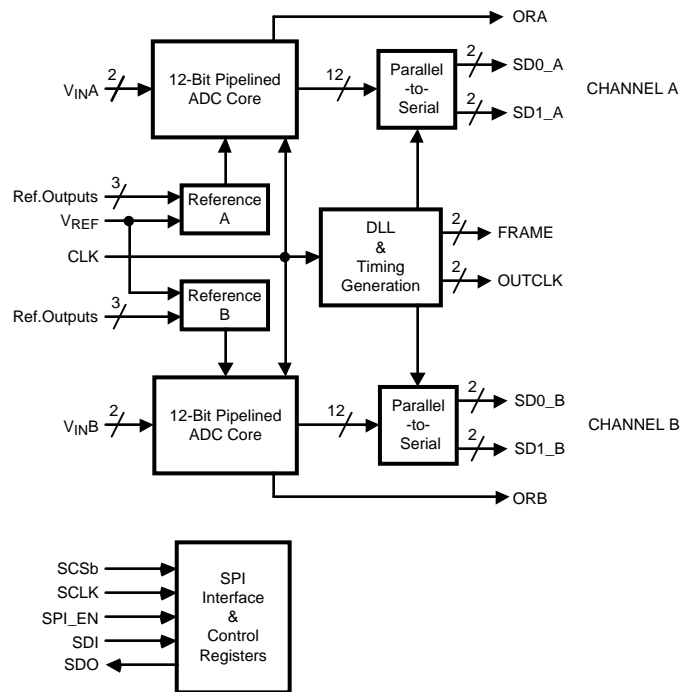 ORA
2
V_INA
12-Bit Pipelined
ADC Core
12
Parallel
-to-
Serial
2
SD0_A
2
SD1_A
CHANNEL A
Ref.Outputs
3
V_REF
Reference
A
CLK
DLL
&
Timing
Generation
2
FRAME
2
OUTCLK
Reference
B
Ref.Outputs
3
V_INB
2
12-Bit Pipelined
ADC Core
12
Parallel
-to-
Serial
2
SD0_B
2
SD1_B
CHANNEL B
ORB
SCSb
SCLK
SPI_EN
SDI
SDO
SPI
Interface
&
Control
Registers